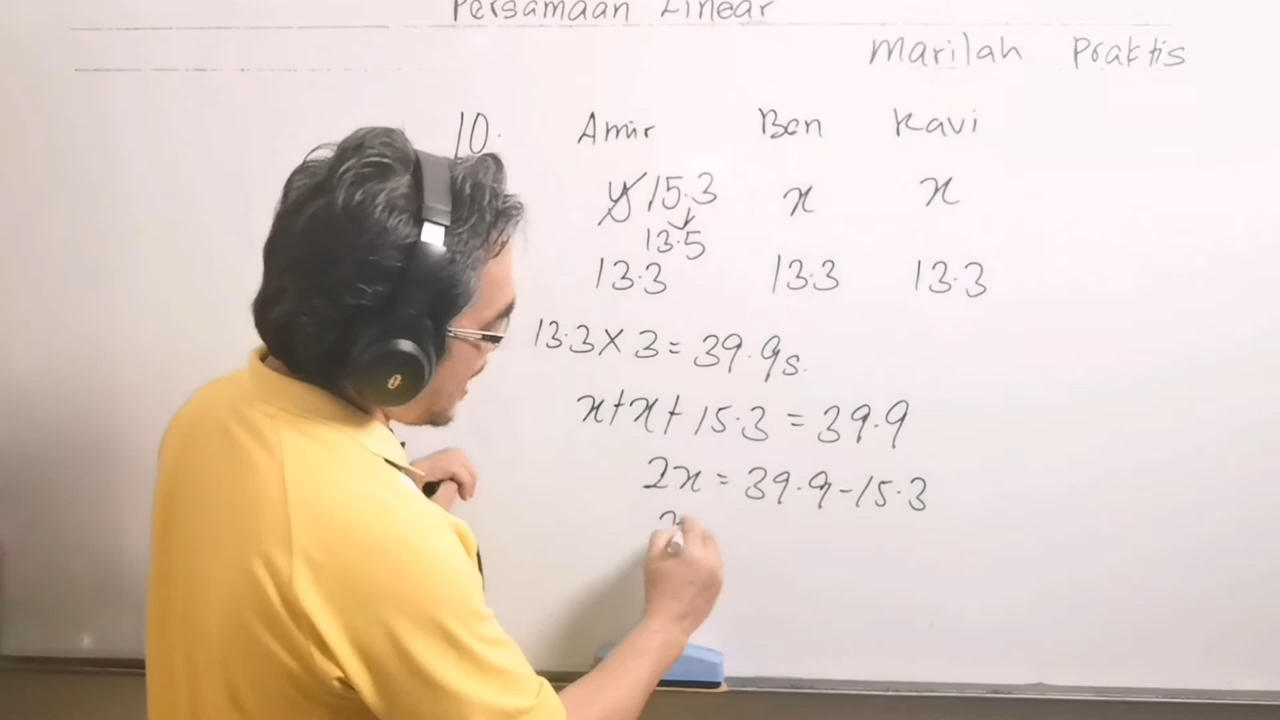 Persamaan Linear
Marilah Praktis
10. Amir Ben Kavi
y 15.3 x x
13.5
13.3 13.3 13.3
13.3 × 3 = 39.9s.
x + x + 15.3 = 39.9
2x = 39.9 - 15.3